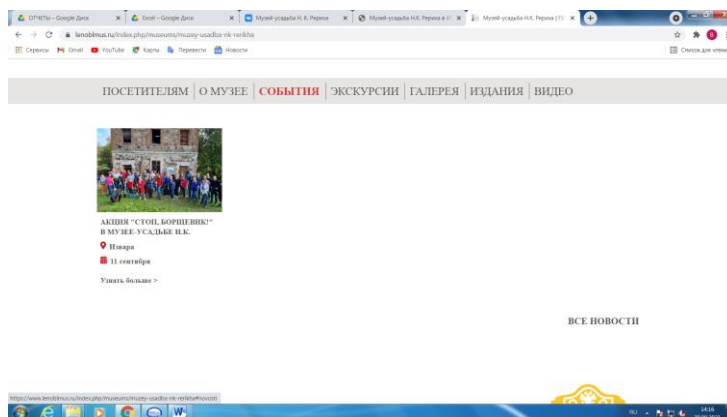 ОТЧЕТЫ – Google Диск
Excel – Google Диск
Музей-усадьба Н. К. Рериха
Музей-усадьба Н.К. Рериха в И
Музей-усадьба Н.К. Рериха | ГБ
lenoblmus.ru/index.php/museums/muzey-usadba-nk-rerikha
Сервисы Gmail YouTube Карты Перевести Новости
Список для чтения
ПОСЕТИТЕЛЯМ | О МУЗЕЕ | СОБЫТИЯ | ЭКСКУРСИИ | ГАЛЕРЕЯ | ИЗДАНИЯ | ВИДЕО
АКЦИЯ "СТОП, БОРЩЕВИК!"
В МУЗЕЕ-УСАДЬБЕ Н.К.
Извара
11 сентября
Узнать больше >
ВСЕ НОВОСТИ
https://www.lenoblmus.ru/index.php/museums/muzey-usadba-nk-rerikha#novosti
RU
14:16